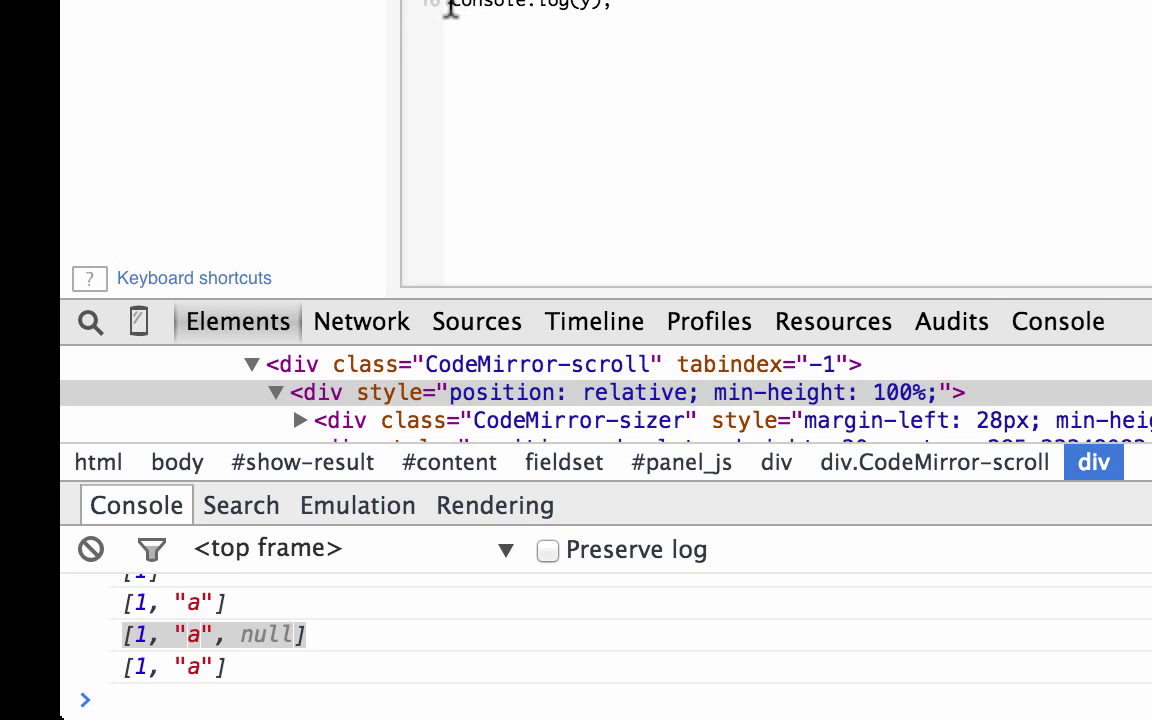 16 console.log(y);
? Keyboard shortcuts
Elements Network Sources Timeline Profiles Resources Audits Console
▼<div class="CodeMirror-scroll" tabindex="-1">
▼<div style="position: relative; min-height: 100%;">
▶<div class="CodeMirror-sizer" style="margin-left: 28px; min-heig
html body #show-result #content fieldset #panel_js div div.CodeMirror-scroll div
Console Search Emulation Rendering
<top frame> ▼ Preserve log
[1]
[1, "a"]
[1, "a", null]
[1, "a"]
>